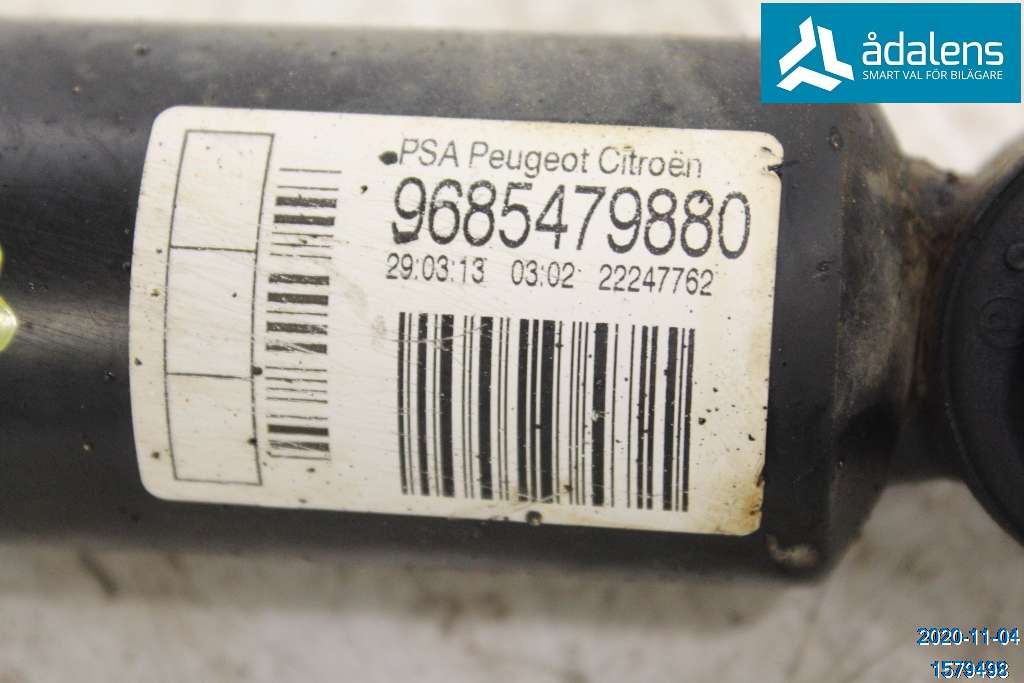 ådalens
SMART VAL FÖR BILÄGARE
PSA Peugeot Citroën
9685479880
29:03:13 03:02 22247762
2020-11-04
1579498